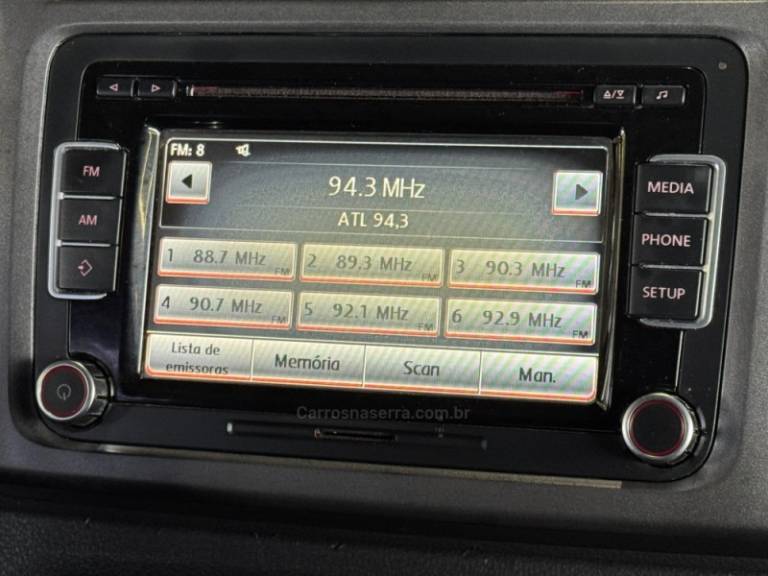 FM: 8
94.3 MHz
ATL 94,3
1 88.7 MHz FM
2 89.3 MHz FM
3 90.3 MHz FM
4 90.7 MHz FM
5 92.1 MHz FM
6 92.9 MHz FM
Lista de
emissoras
Memória
Scan
Man.
FM
AM
MEDIA
PHONE
SETUP
Carrosnaserra.com.br